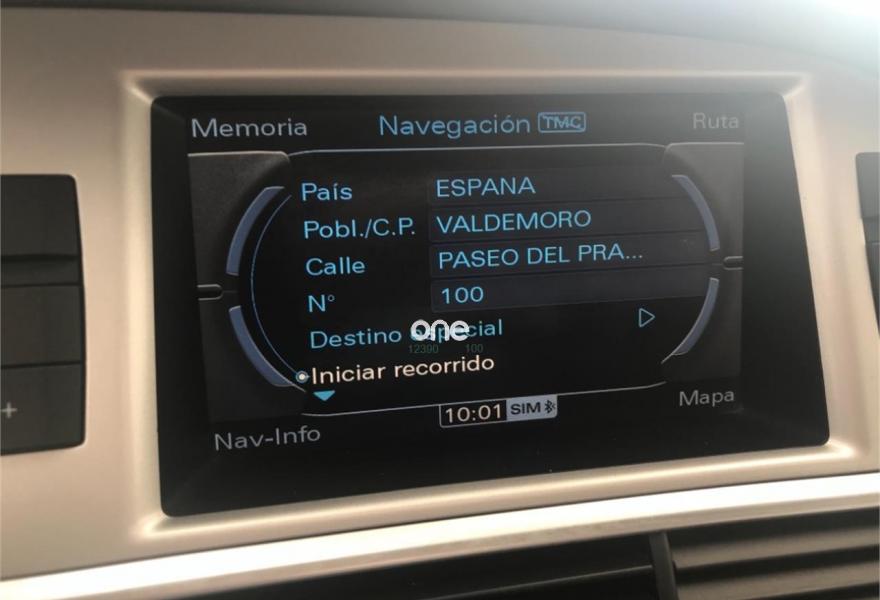 Memoria Navegación TMC Ruta
País ESPANA
Pobl./C.P. VALDEMORO
Calle PASEO DEL PRA...
N° 100
Destino especial
one
12390 100
Iniciar recorrido
10:01 SIM
Nav-Info Mapa
+